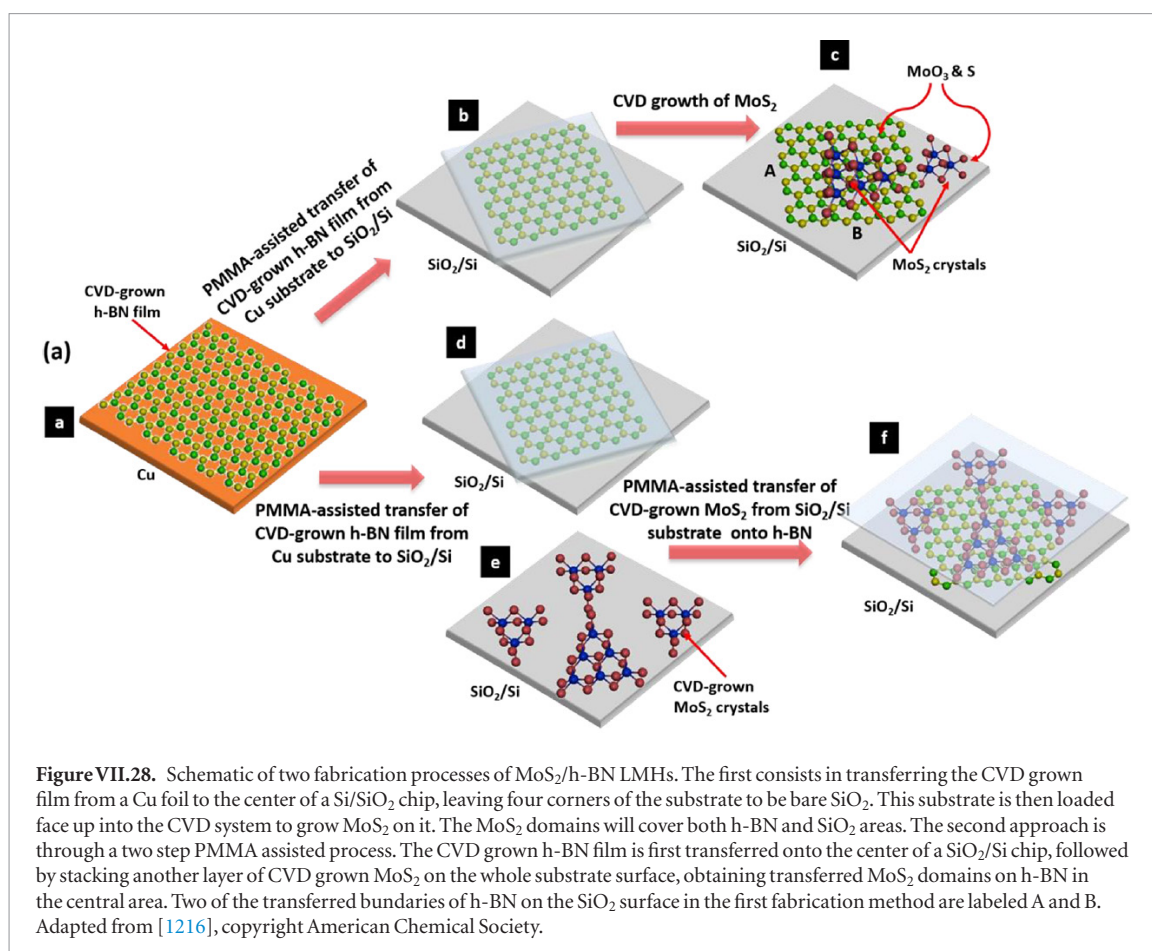 c
MoO₃ & S
CVD growth of MoS₂
b
PMMA-assisted transfer of
CVD-grown h-BN film from
Cu substrate to SiO₂/Si
A
B
SiO₂/Si
SiO₂/Si
MoS₂ crystals
CVD-grown
h-BN film
(a)
a
Cu
d
SiO₂/Si
PMMA-assisted transfer of
CVD-grown h-BN film from
Cu substrate to SiO₂/Si
PMMA-assisted transfer of
CVD-grown MoS₂ from SiO₂/Si
substrate onto h-BN
f
SiO₂/Si
e
SiO₂/Si
CVD-grown
MoS₂ crystals
Figure VII.28. Schematic of two fabrication processes of MoS₂/h-BN LMHs. The first consists in transferring the CVD grown
film from a Cu foil to the center of a Si/SiO₂ chip, leaving four corners of the substrate to be bare SiO₂. This substrate is then loaded
face up into the CVD system to grow MoS₂ on it. The MoS₂ domains will cover both h-BN and SiO₂ areas. The second approach is
through a two step PMMA assisted process. The CVD grown h-BN film is first transferred onto the center of a SiO₂/Si chip, followed
by stacking another layer of CVD grown MoS₂ on the whole substrate surface, obtaining transferred MoS₂ domains on h-BN in
the central area. Two of the transferred bundaries of h-BN on the SiO₂ surface in the first fabrication method are labeled A and B.
Adapted from [1216], copyright American Chemical Society.